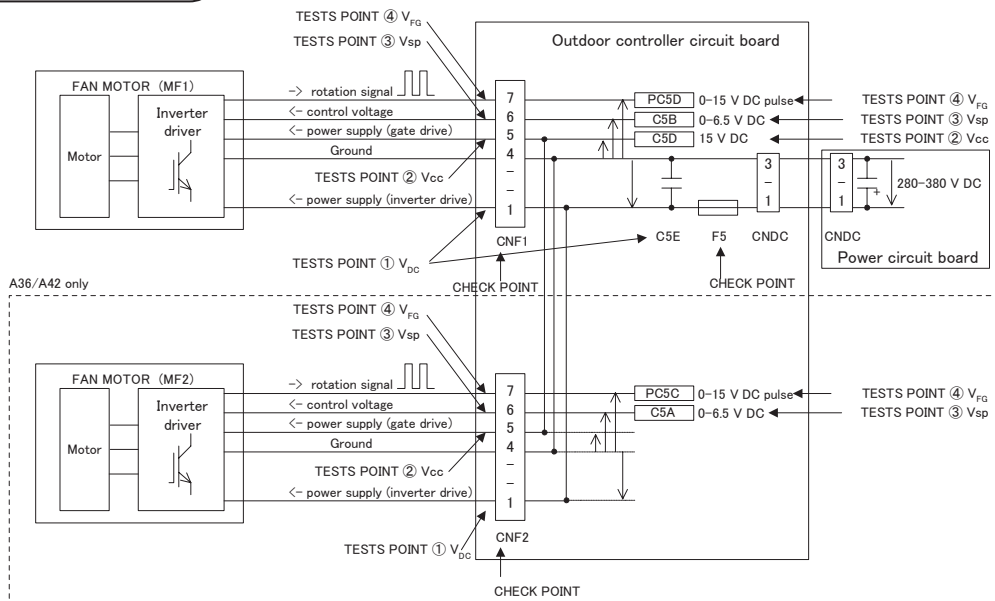 TESTS POINT ④ VFG
TESTS POINT ③ Vsp
Outdoor controller circuit board
FAN MOTOR (MF1)
Motor
Inverter
driver
-> rotation signal
<- control voltage
<- power supply (gate drive)
Ground
TESTS POINT ② Vcc
<- power supply (inverter drive)
7
6
5
4
-
-
1
CNF1
TESTS POINT ① VDC
CHECK POINT
PC5D 0-15 V DC pulse
C5B 0-6.5 V DC
C5D 15 V DC
TESTS POINT ④ VFG
TESTS POINT ③ Vsp
TESTS POINT ② Vcc
3
-
1
3
-
1
280-380 V DC
+
C5E F5 CNDC CNDC
Power circuit board
CHECK POINT
A36/A42 only
TESTS POINT ④ VFG
TESTS POINT ③ Vsp
FAN MOTOR (MF2)
Motor
Inverter
driver
-> rotation signal
<- control voltage
<- power supply (gate drive)
Ground
TESTS POINT ② Vcc
<- power supply (inverter drive)
7
6
5
4
-
-
1
CNF2
TESTS POINT ① VDC
CHECK POINT
PC5C 0-15 V DC pulse
C5A 0-6.5 V DC
TESTS POINT ④ VFG
TESTS POINT ③ Vsp